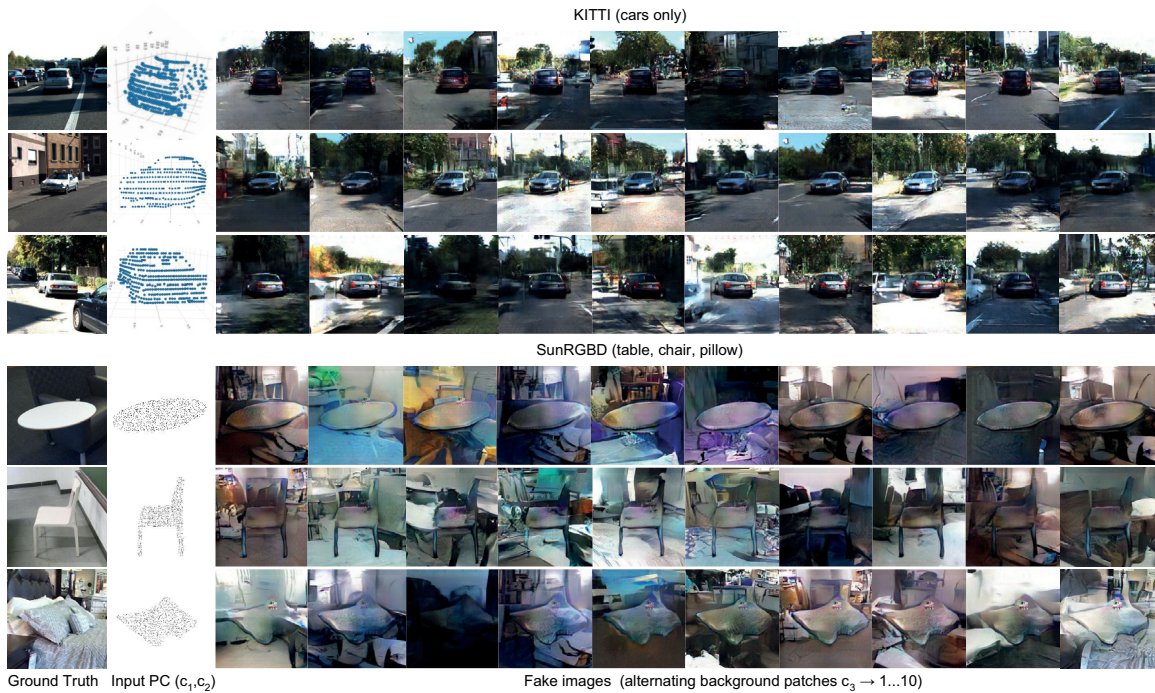 KITTI (cars only)
SunRGBD (table, chair, pillow)
Ground Truth
Input PC (c₁,c₂)
Fake images (alternating background patches c₃ → 1...10)